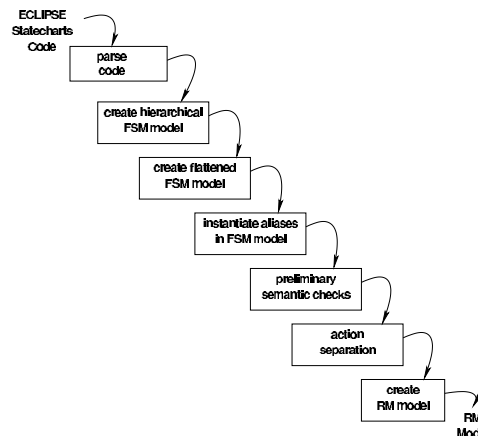 ECLIPSE
Statecharts
Code
parse
code
create hierarchical
FSM model
create flattened
FSM model
instantiate aliases
in FSM model
preliminary
semantic checks
action
separation
create
RM model
RM